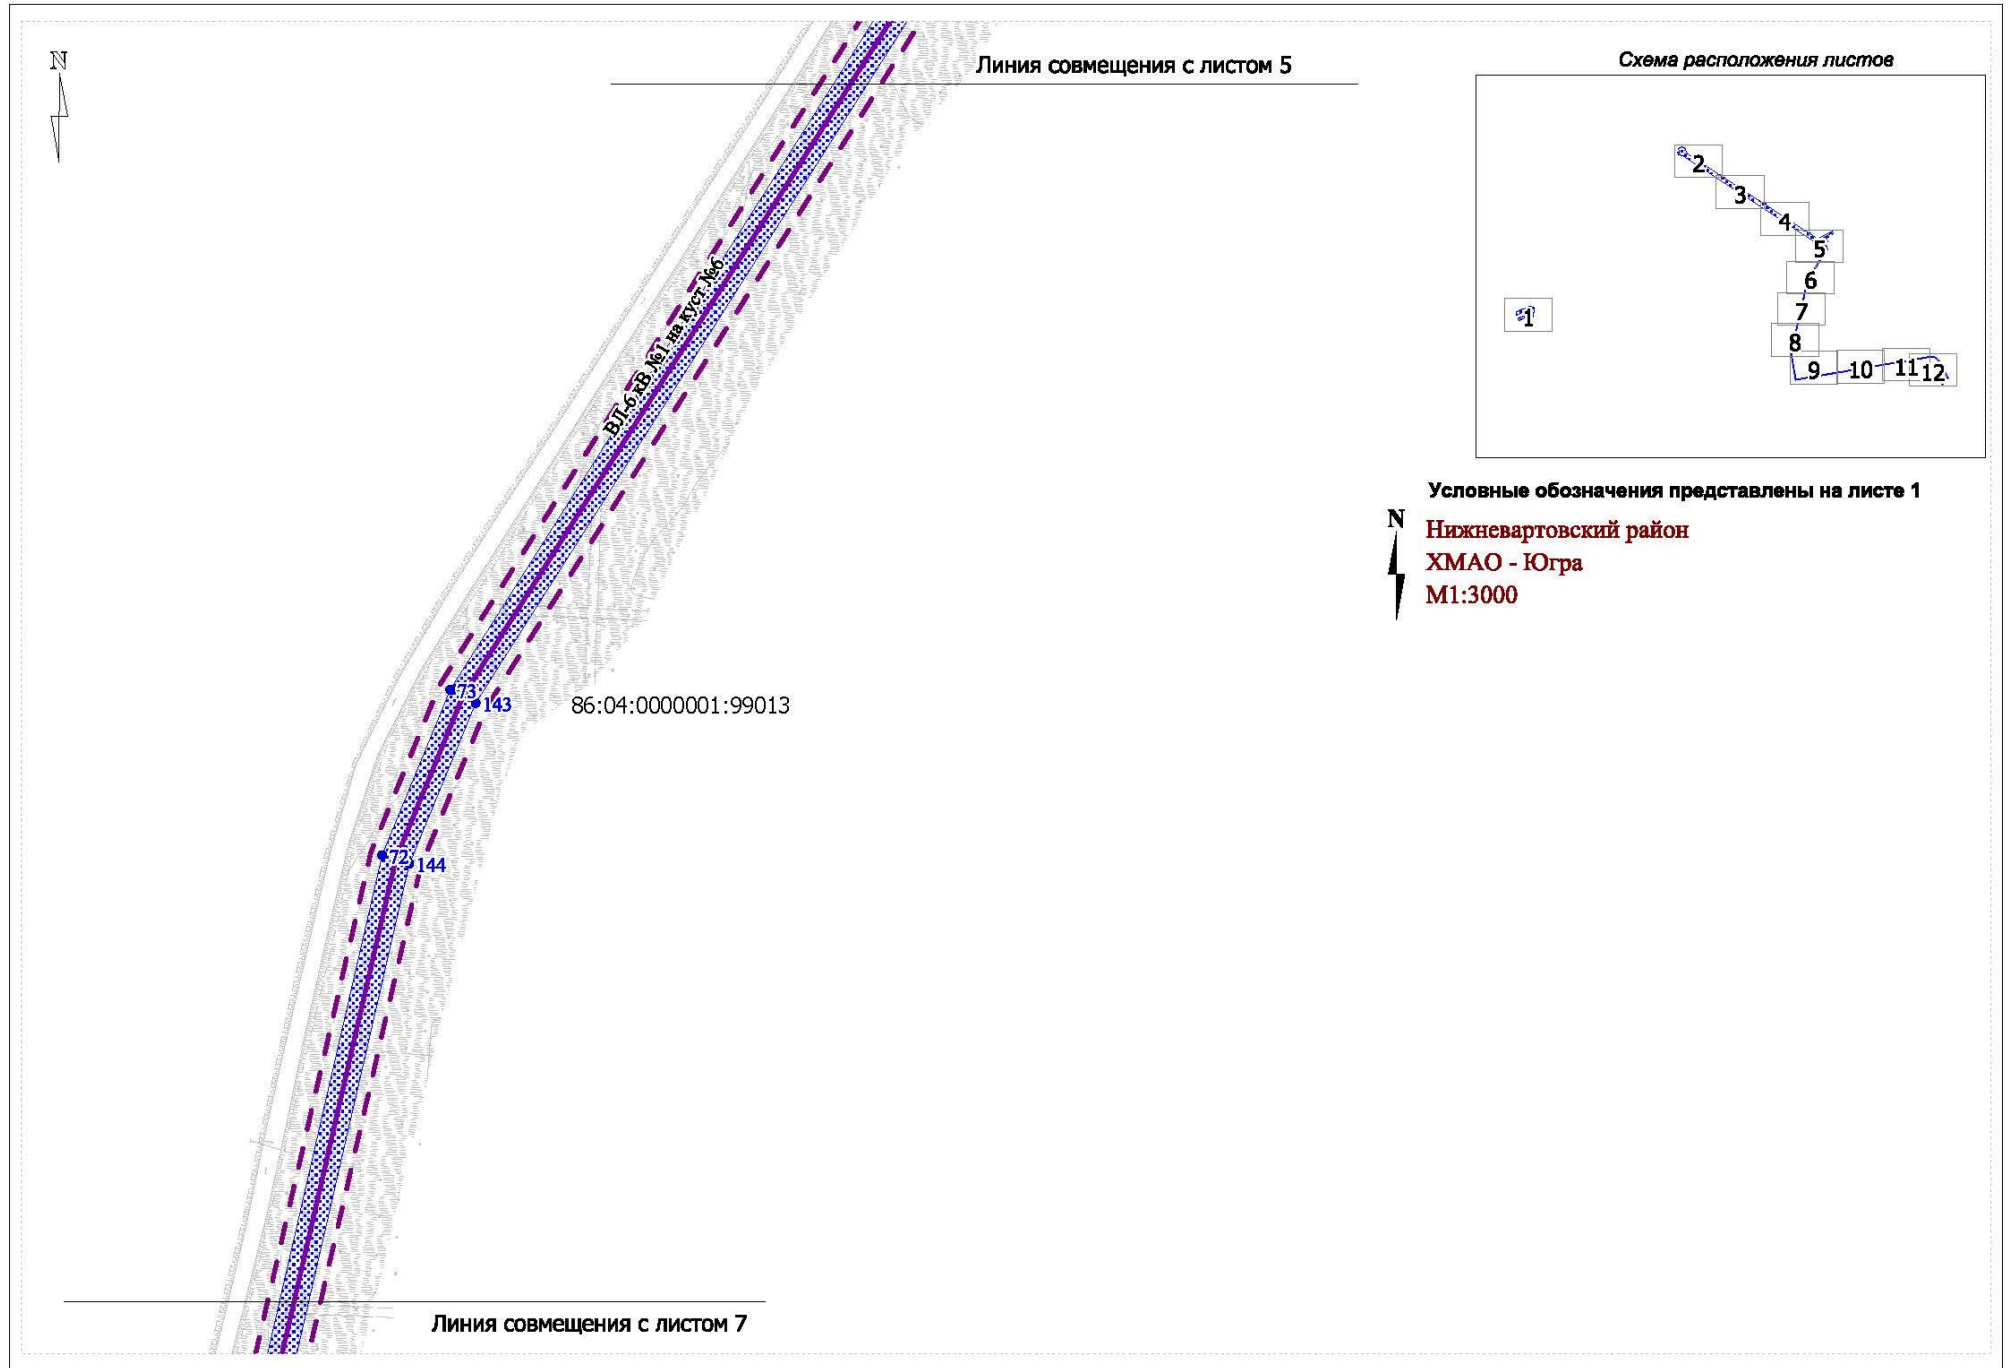 N
Линия совмещения с листом 5
Схема расположения листов
2
3
4
5
6
7
8
9
10
11
12
1
ВЛ-6 кВ №1 на куст №6
Условные обозначения представлены на листе 1
N
Нижневартовский район
ХМАО - Югра
М1:3000
73
143
86:04:0000001:99013
72
144
Линия совмещения с листом 7